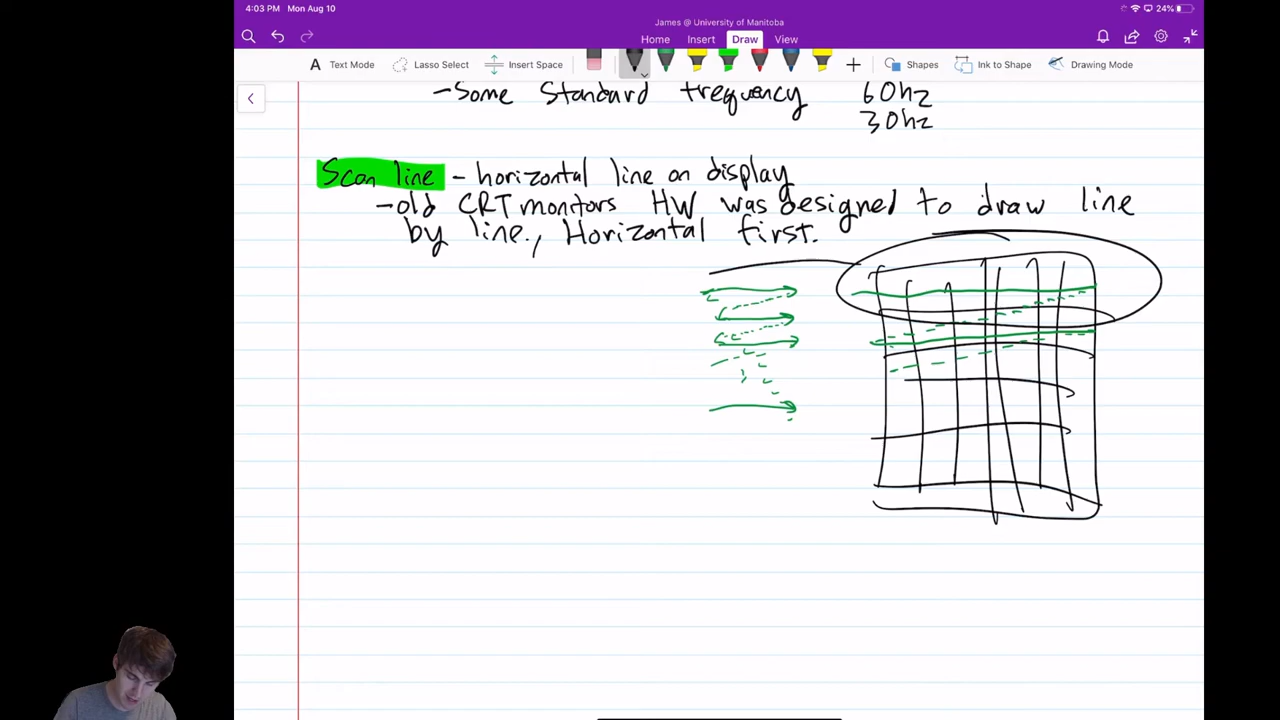 4:03 PM Mon Aug 10
24%
James @ University of Manitoba
Home Insert Draw View
A Text Mode Lasso Select Insert Space Shapes Ink to Shape Drawing Mode
-Some Standard frequency 60hz
30hz
Scan line - horizontal line on display
-old CRT monitors HW was designed to draw line
by line., Horizontal first.